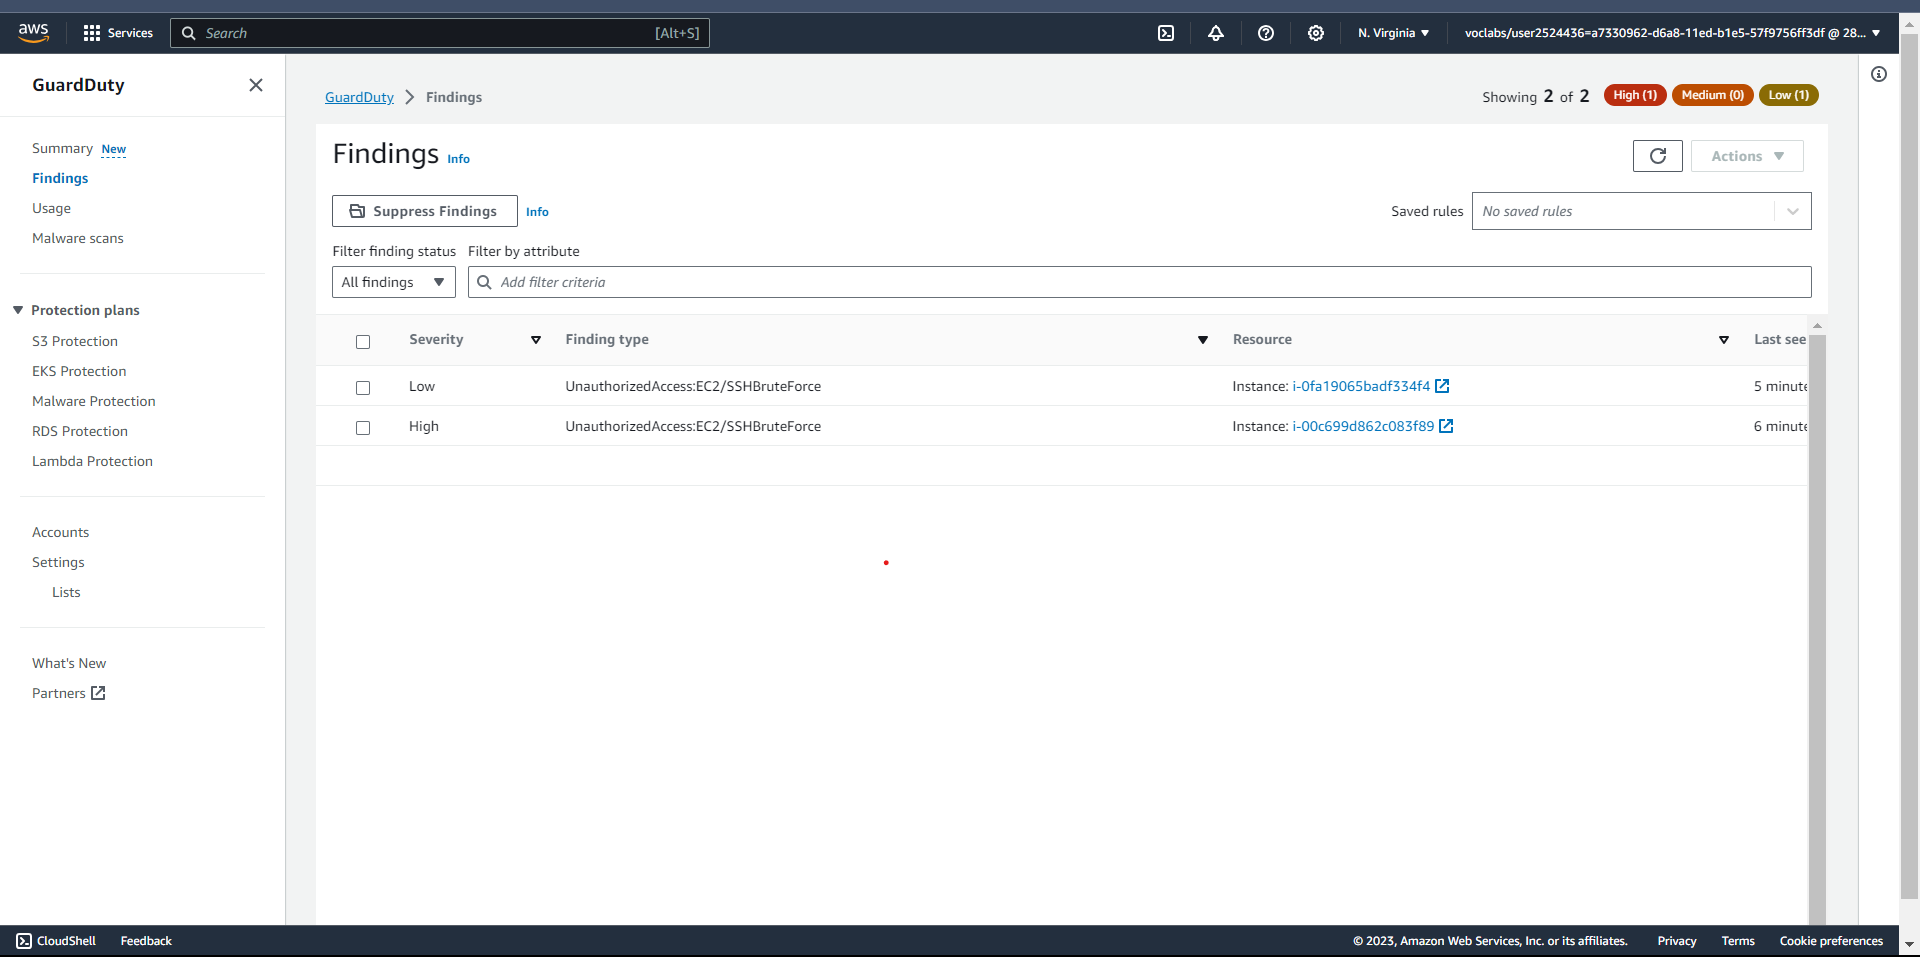 aws
Services
Search
[Alt+S]
N. Virginia
voclabs/user2524436=a7330962-d6a8-11ed-b1e5-57f9756ff3df @ 28...
GuardDuty
Summary New
Findings
Usage
Malware scans
Protection plans
S3 Protection
EKS Protection
Malware Protection
RDS Protection
Lambda Protection
Accounts
Settings
Lists
What's New
Partners
GuardDuty
Findings
Showing 2 of 2
High (1)
Medium (0)
Low (1)
Findings Info
Actions
Suppress Findings
Info
Saved rules
No saved rules
Filter finding status
Filter by attribute
All findings
Add filter criteria
Severity
Finding type
Resource
Last see
Low
UnauthorizedAccess:EC2/SSHBruteForce
Instance: i-0fa19065badf334f4
5 minute
High
UnauthorizedAccess:EC2/SSHBruteForce
Instance: i-00c699d862c083f89
6 minute
CloudShell
Feedback
© 2023, Amazon Web Services, Inc. or its affiliates.
Privacy
Terms
Cookie preferences